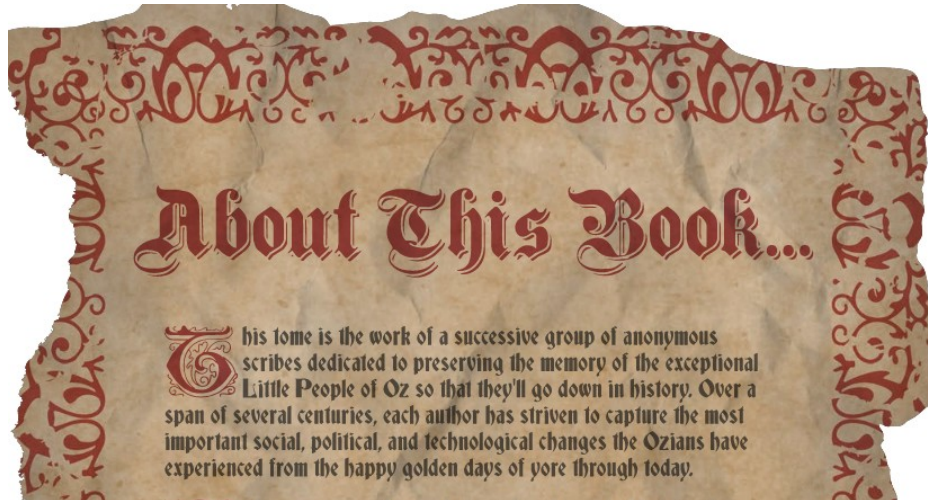 About This Book...
This tome is the work of a successive group of anonymous
scribes dedicated to preserving the memory of the exceptional
Little People of Oz so that they'll go down in history. Over a
span of several centuries, each author has striven to capture the most
important social, political, and technological changes the Ozians have
experienced from the happy golden days of yore through today.